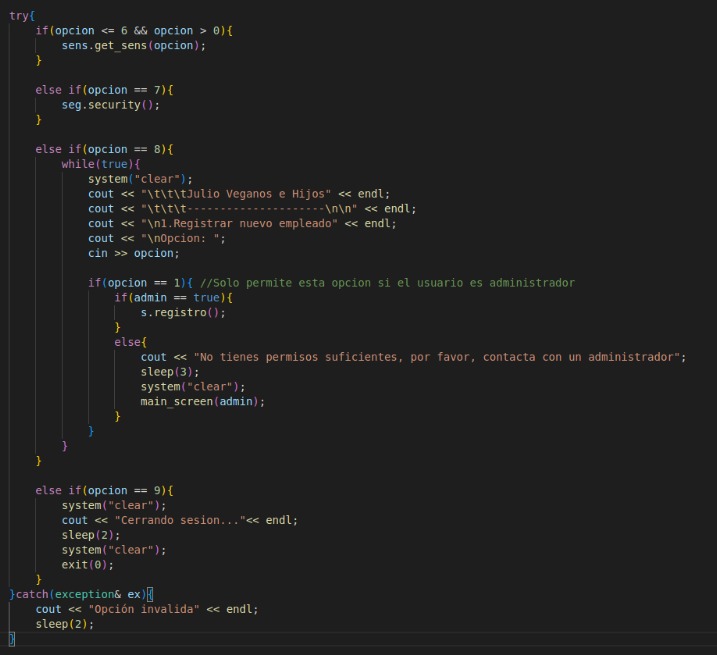 try{
if(opcion <= 6 && opcion > 0){
sens.get_sens(opcion);
}
else if(opcion == 7){
seg.security();
}
else if(opcion == 8){
while(true){
system("clear");
cout << "\t\t\tJulio Veganos e Hijos" << endl;
cout << "\t\t\t---------------------\n\n" << endl;
cout << "\n1.Registrar nuevo empleado" << endl;
cout << "\nOpcion: ";
cin >> opcion;
if(opcion == 1){ //Solo permite esta opcion si el usuario es administrador
if(admin == true){
s.registro();
}
else{
cout << "No tienes permisos suficientes, por favor, contacta con un administrador";
sleep(3);
system("clear");
main_screen(admin);
}
}
}
}
else if(opcion == 9){
system("clear");
cout << "Cerrando sesion..."<< endl;
sleep(2);
system("clear");
exit(0);
}
}catch(exception& ex){
cout << "Opción invalida" << endl;
sleep(2);
}